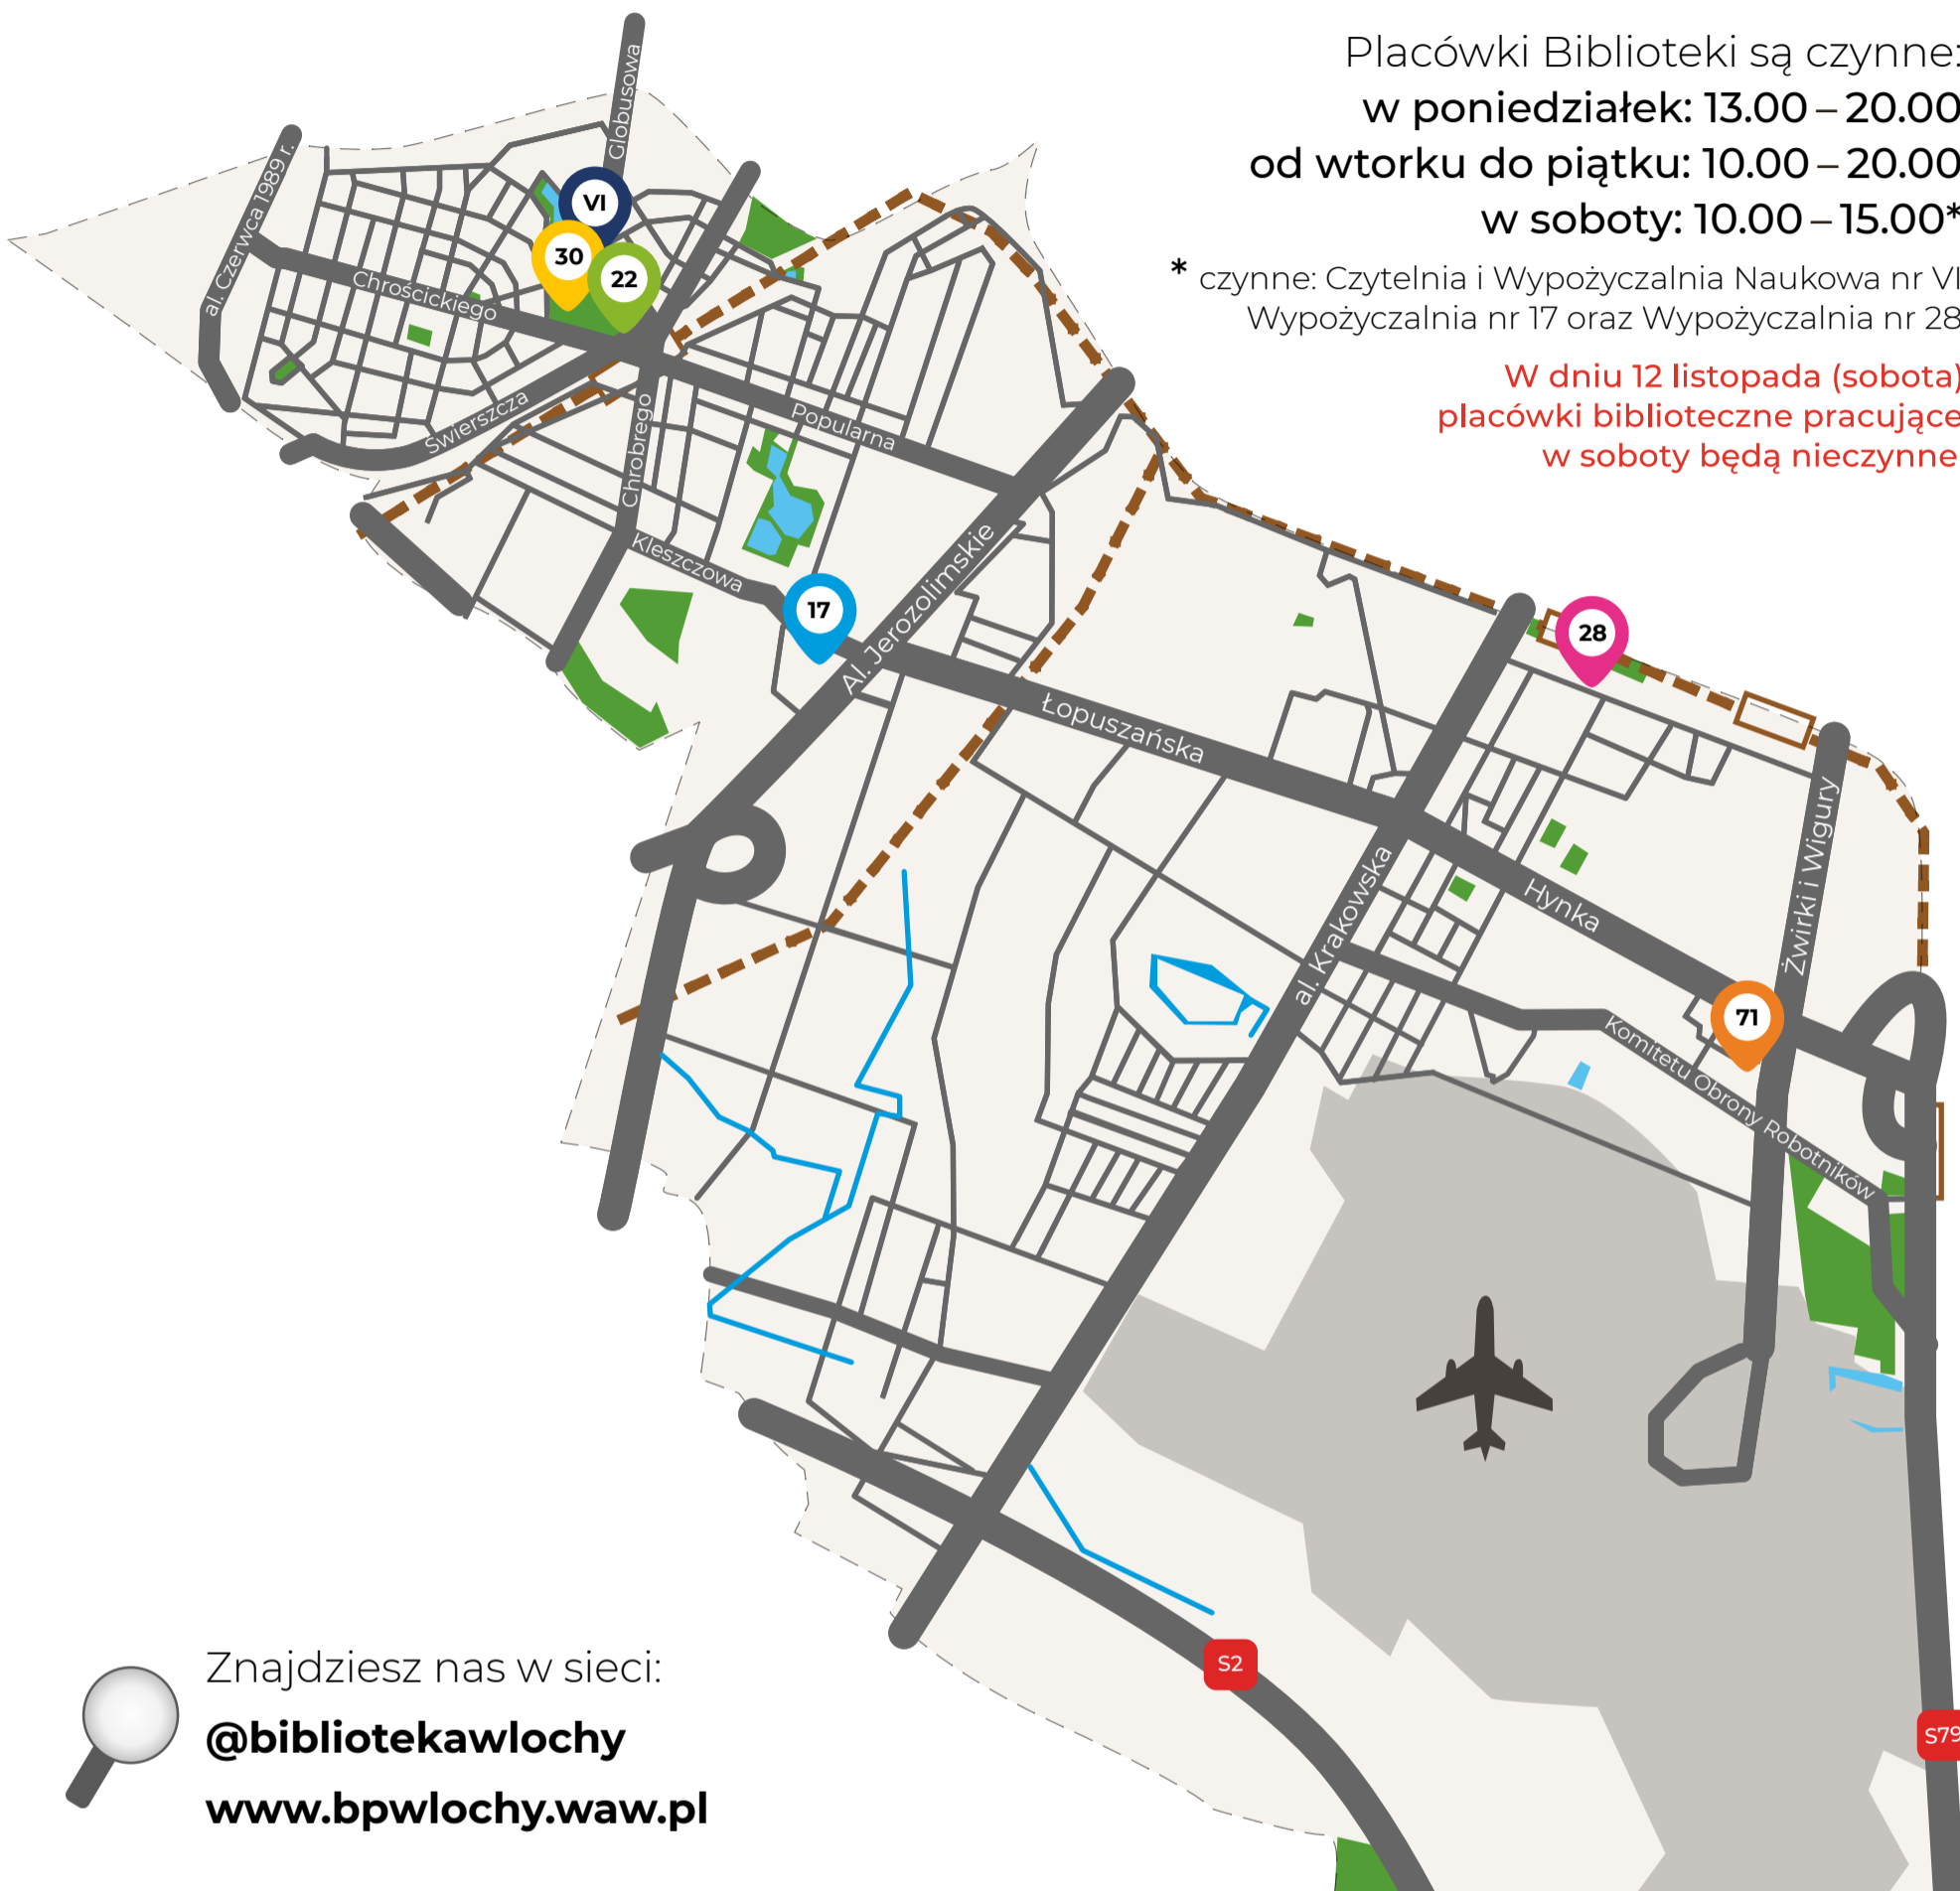 Placówki Biblioteki są czynne:
w poniedziałek: 13.00 – 20.00
od wtorku do piątku: 10.00 – 20.00
w soboty: 10.00 – 15.00*
* czynne: Czytelnia i Wypożyczalnia Naukowa nr VI
Wypożyczalnia nr 17 oraz Wypożyczalnia nr 28
W dniu 12 listopada (sobota)
placówki biblioteczne pracujące
w soboty będą nieczynne
Globusowa
al. Czerwca 1989 r.
VI
30
22
Chrościckiego
Świerszcza
Chrobrego
Popularna
Kleszczowa
17
Al. Jerozolimskie
28
Łopuszańska
al. Krakowska
Hynka
Żwirki i Wigury
71
Komitetu Obrony Robotników
S2
S79
Znajdziesz nas w sieci:
@bibliotekawlochy
www.bpwlochy.waw.pl